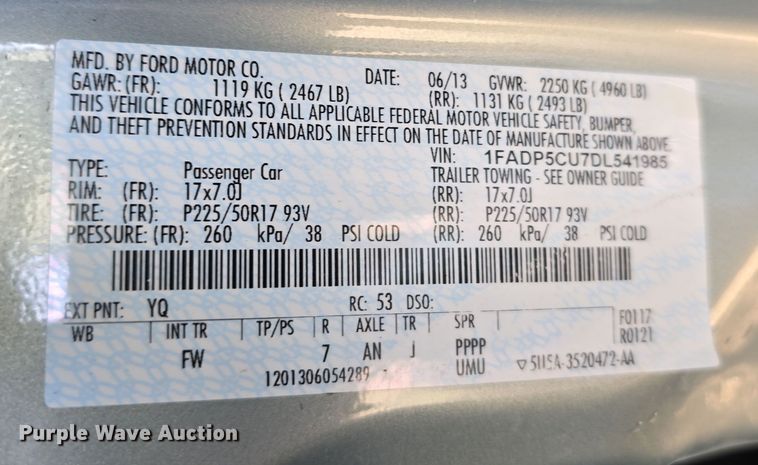 MFD. BY FORD MOTOR CO. DATE: 06/13 GVWR: 2250 KG ( 4960 LB)
GAWR: (FR): 1119 KG ( 2467 LB) (RR): 1131 KG ( 2493 LB)
THIS VEHICLE CONFORMS TO ALL APPLICABLE FEDERAL MOTOR VEHICLE SAFETY, BUMPER,
AND THEFT PREVENTION STANDARDS IN EFFECT ON THE DATE OF MANUFACTURE SHOWN ABOVE.
VIN: 1FADP5CU7DL541985
TYPE: Passenger Car TRAILER TOWING - SEE OWNER GUIDE
RIM: (FR): 17x7.0J (RR): 17x7.0J
TIRE: (FR): P225/50R17 93V (RR): P225/50R17 93V
PRESSURE: (FR): 260 kPa/ 38 PSI COLD (RR): 260 kPa/ 38 PSI COLD
EXT PNT: YQ RC: 53 DSO:
WB INT TR TP/PS R AXLE TR SPR F0117
R0121
FW 7 AN J PPPP
1201306054289 UMU ▽ 5U5A-3520472-AA
Purple Wave Auction